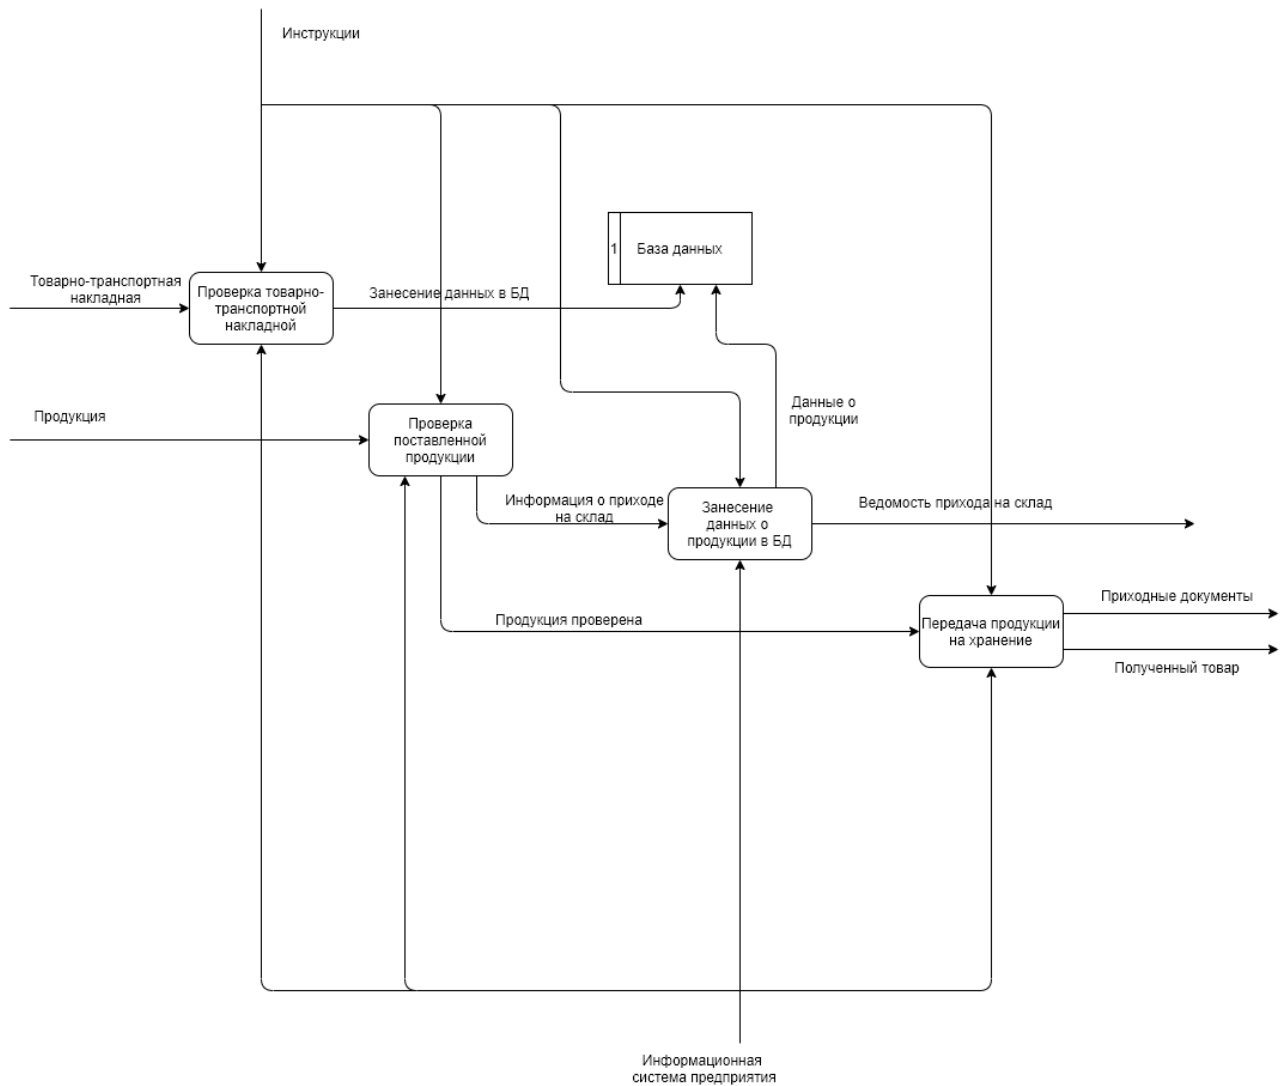 Инструкции
1
База данных
Товарно-транспортная
накладная
Проверка товарно-
транспортной
накладной
Занесение данных в БД
Продукция
Проверка
поставленной
продукции
Данные о
продукции
Информация о приходе
на склад
Занесение
данных о
продукции в БД
Ведомость прихода на склад
Продукция проверена
Передача продукции
на хранение
Приходные документы
Полученный товар
Информационная
система предприятия